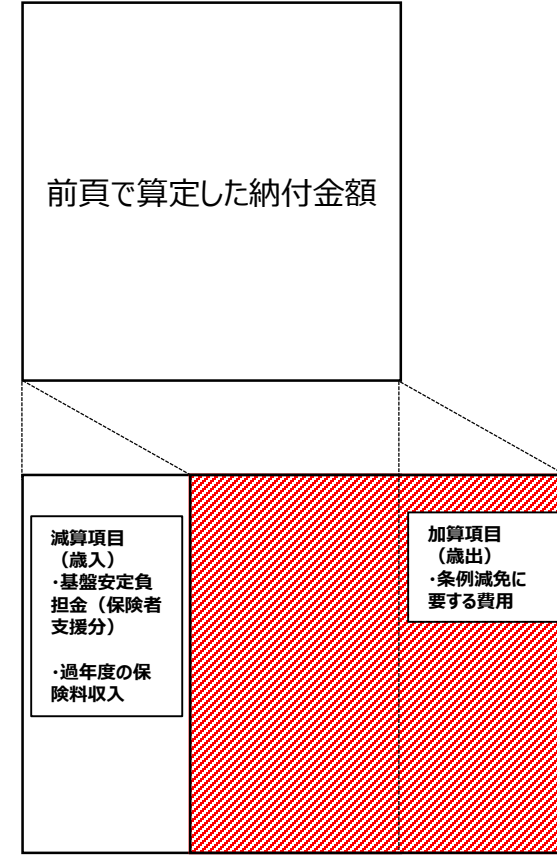 前頁で算定した納付金額
減算項目
（歳入）
・基盤安定負
担金（保険者
支援分）
・過年度の保
険料収入
加算項目
（歳出）
・条例減免に
要する費用